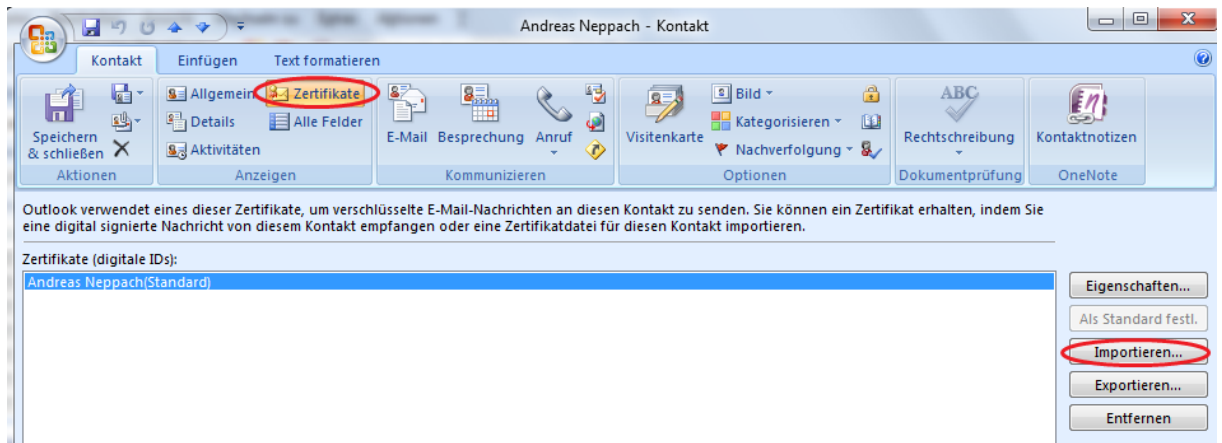 Andreas Neppach - Kontakt
Kontakt Einfügen Text formatieren
Allgemein Zertifikate
Details Alle Felder
Aktivitäten
Speichern
& schließen
E-Mail Besprechung Anruf
Visitenkarte
Bild
Kategorisieren
Nachverfolgung
ABC
Rechtschreibung
Kontaktnotizen
Aktionen Anzeigen Kommunizieren Optionen Dokumentprüfung OneNote
Outlook verwendet eines dieser Zertifikate, um verschlüsselte E-Mail-Nachrichten an diesen Kontakt zu senden. Sie können ein Zertifikat erhalten, indem Sie
eine digital signierte Nachricht von diesem Kontakt empfangen oder eine Zertifikatdatei für diesen Kontakt importieren.
Zertifikate (digitale IDs):
Andreas Neppach(Standard)
Eigenschaften...
Als Standard festl.
Importieren...
Exportieren...
Entfernen